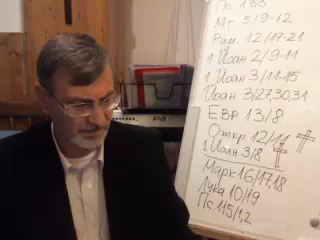 Пс. 133
Мт 5/9-12
Рим. 12/17-21
1 Иоан 2/9-11
1 Иоан 3/11-15
Иоан 3/27,30,31
ЕВР. 13/8
Откр 12/11
1 Иоан 3/8
Марк 16/17,18
Лука 10/19
Пс. 115/1,2